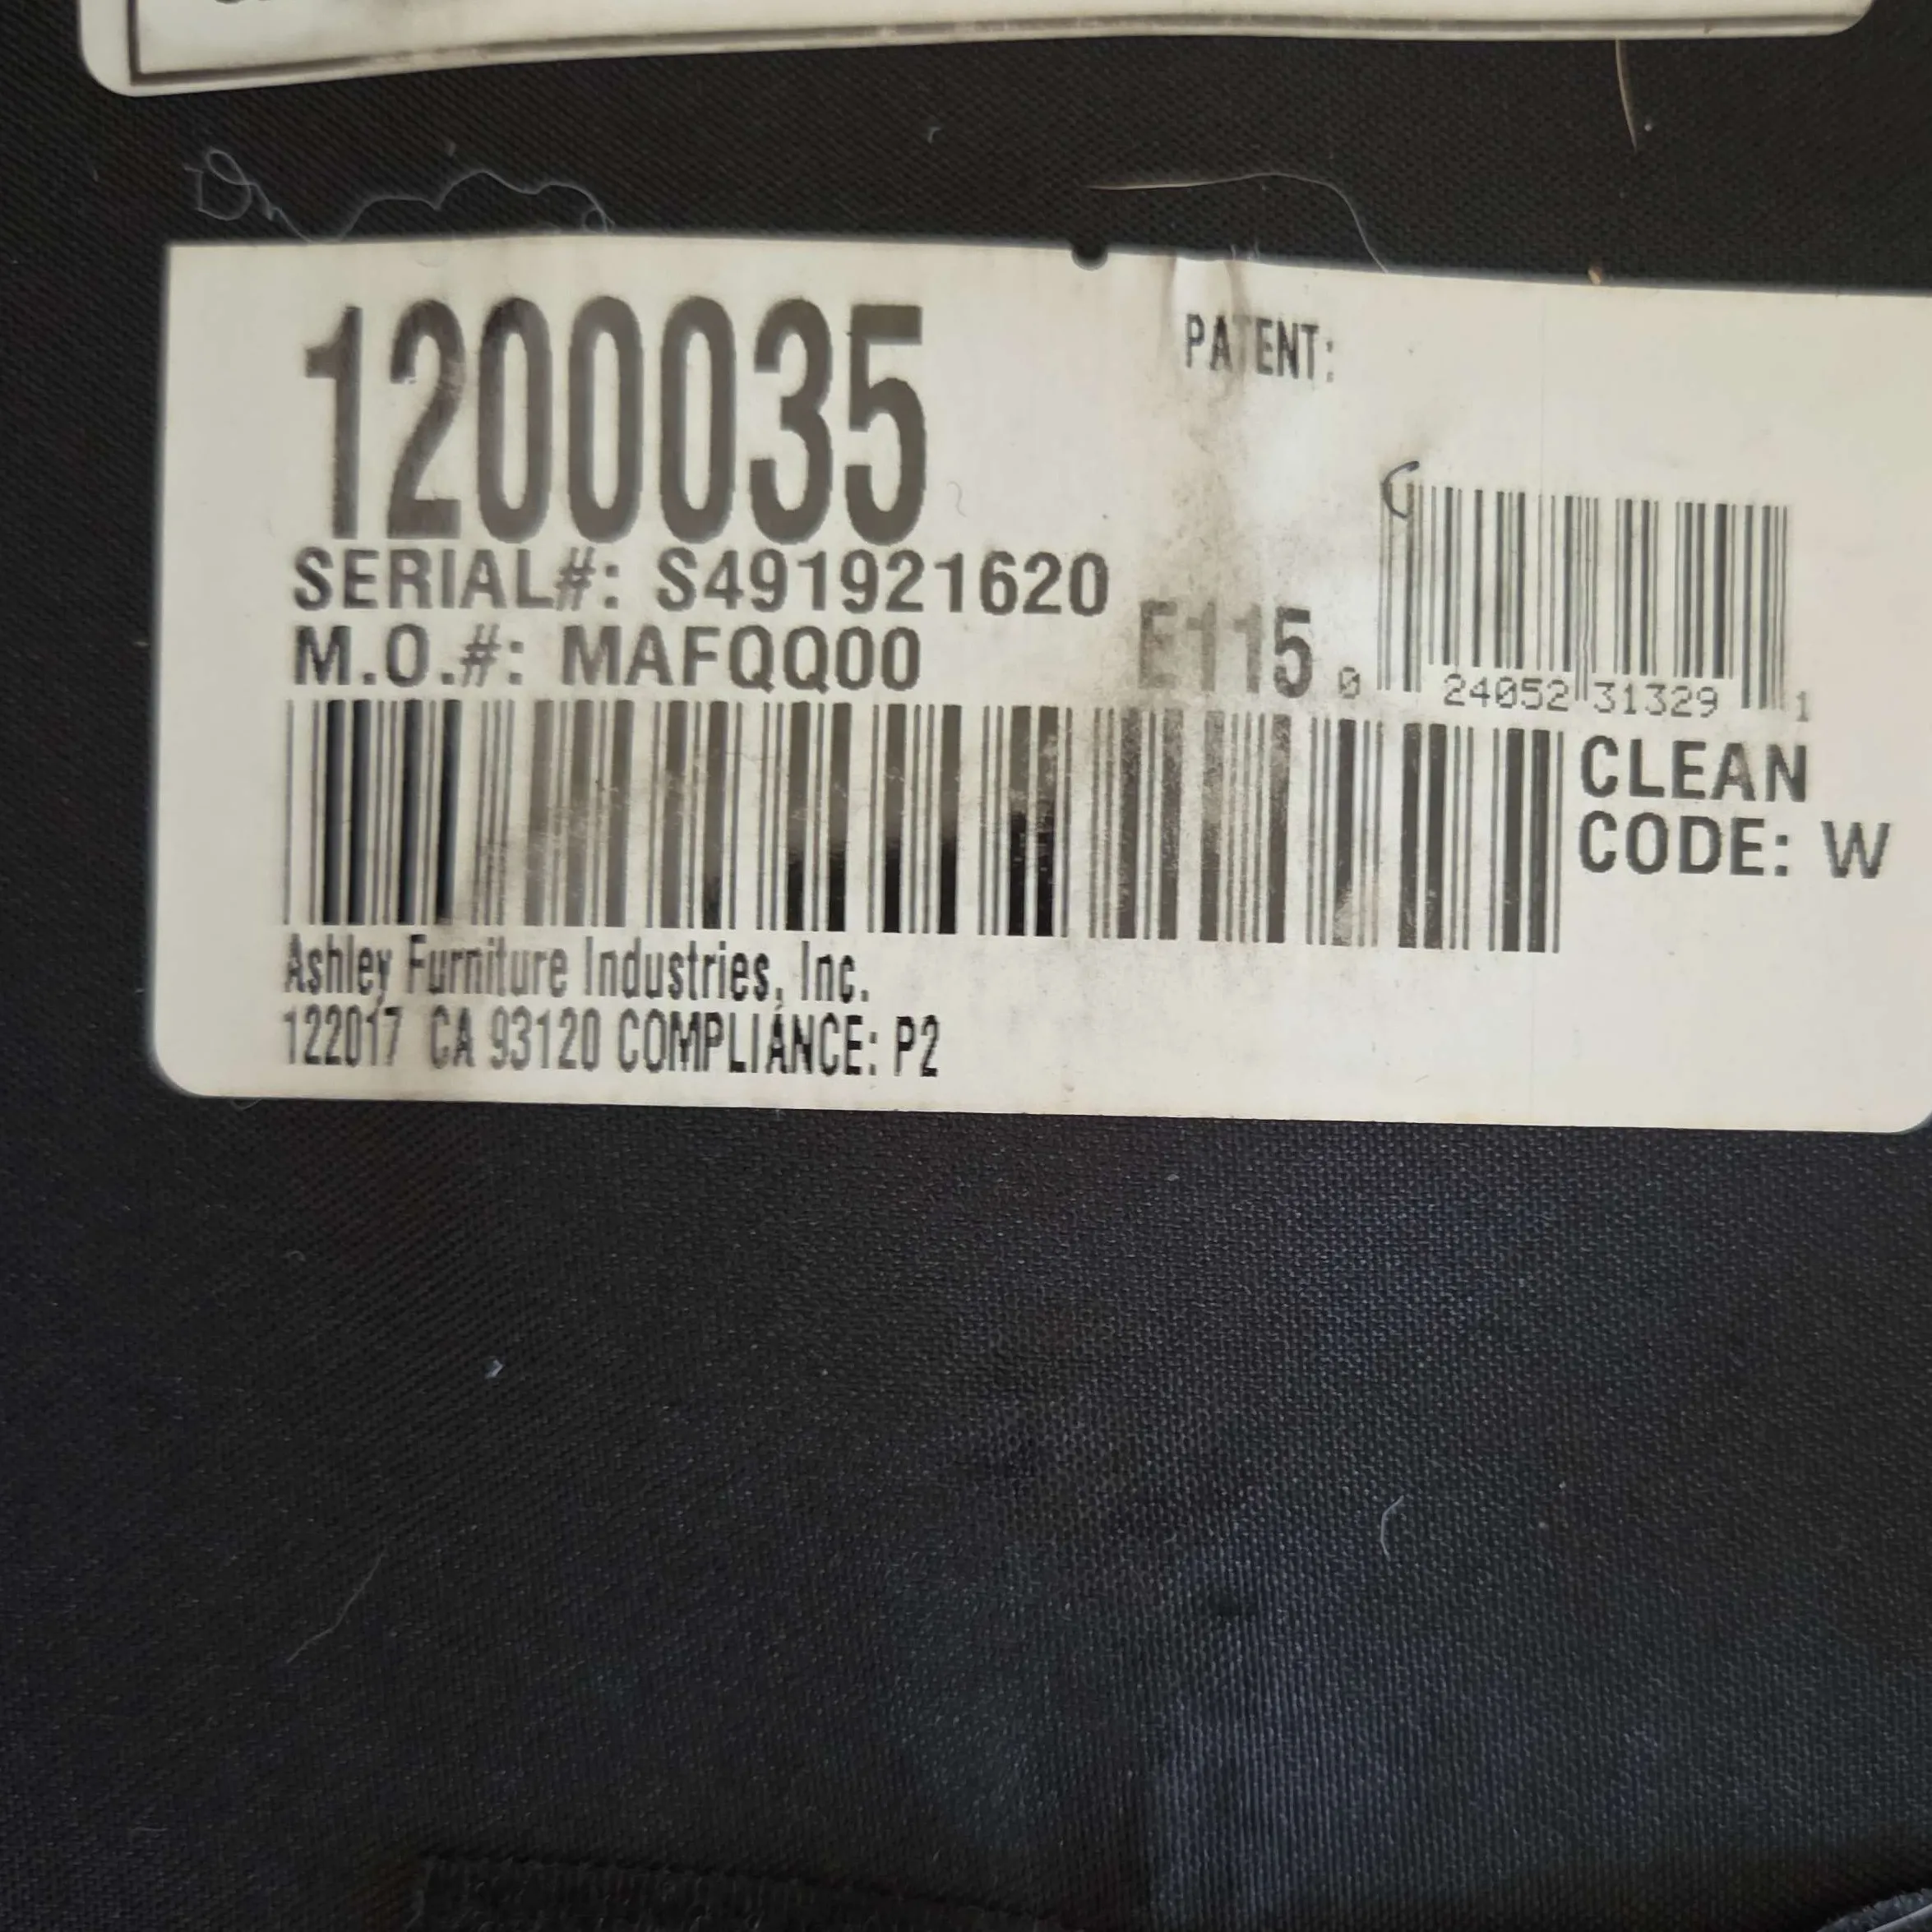 1200035
PATENT:
SERIAL#: S491921620
M.O.#: MAFQQ00
E115
0 24052 31329 1
CLEAN
CODE: W
Ashley Furniture Industries, Inc.
122017 CA 93120 COMPLIANCE: P2